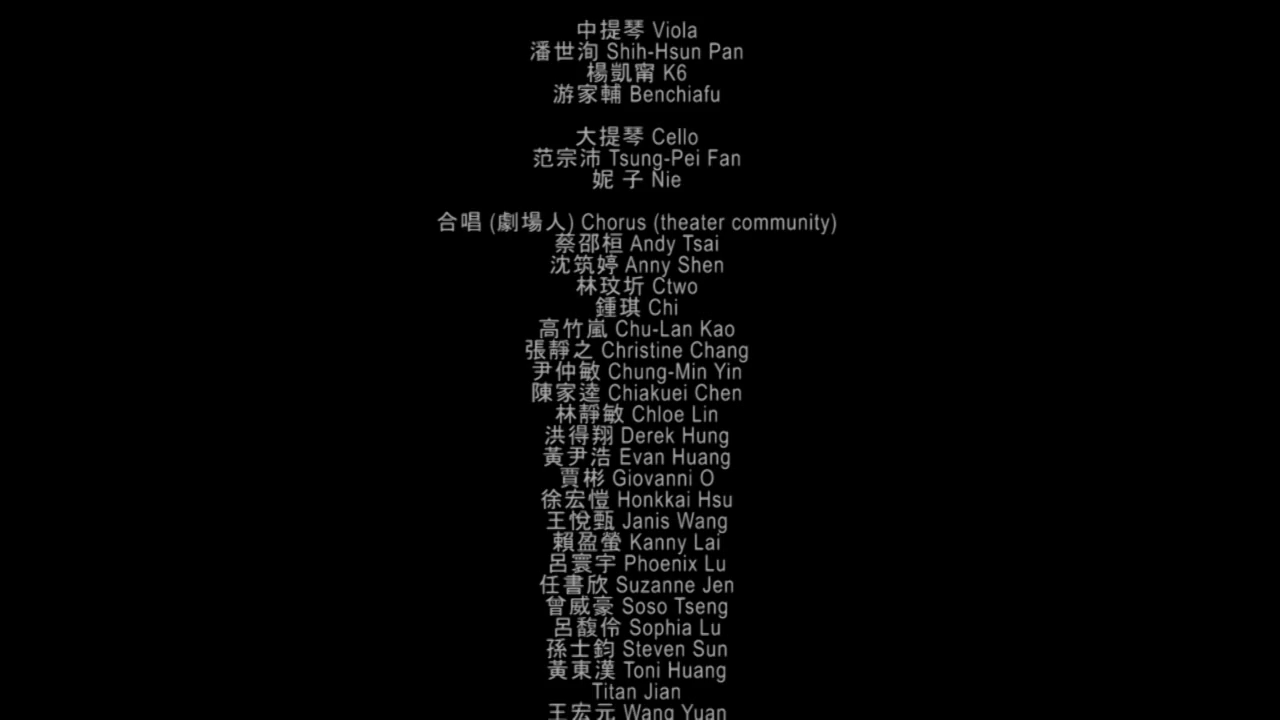 中提琴 Viola
潘世洵 Shih-Hsun Pan
楊凱甯 K6
游家輔 Benchiafu
大提琴 Cello
范宗沛 Tsung-Pei Fan
妮 子 Nie
合唱 (劇場人) Chorus (theater community)
蔡邵桓 Andy Tsai
沈筑婷 Anny Shen
林玟圻 Ctwo
鍾琪 Chi
高竹嵐 Chu-Lan Kao
張靜之 Christine Chang
尹仲敏 Chung-Min Yin
陳家逵 Chiakuei Chen
林靜敏 Chloe Lin
洪得翔 Derek Hung
黃尹浩 Evan Huang
賈彬 Giovanni O
徐宏愷 Honkkai Hsu
王悅甄 Janis Wang
賴盈螢 Kanny Lai
呂寰宇 Phoenix Lu
任書欣 Suzanne Jen
曾威豪 Soso Tseng
呂馥伶 Sophia Lu
孫士鈞 Steven Sun
黃東漢 Toni Huang
Titan Jian
王宏元 Wang Yuan